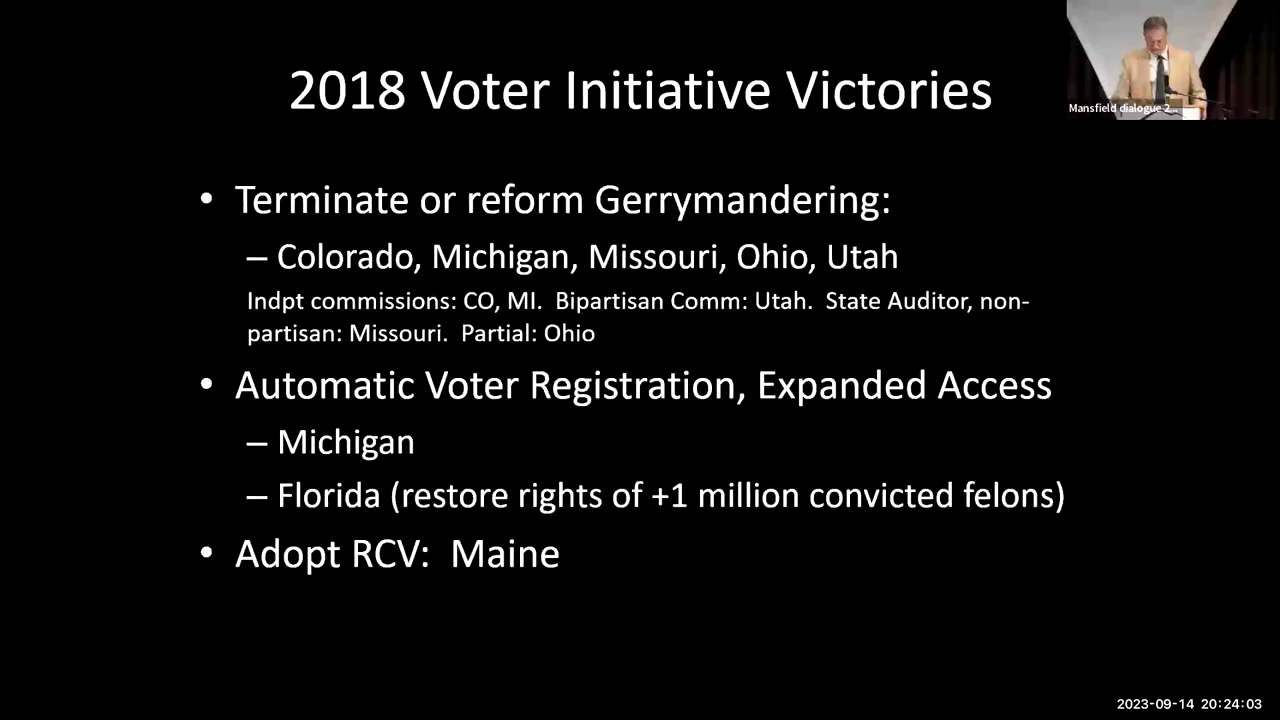 2018 Voter Initiative Victories
Mansfield dialogue 2...
• Terminate or reform Gerrymandering:
– Colorado, Michigan, Missouri, Ohio, Utah
Indpt commissions: CO, MI.  Bipartisan Comm: Utah.  State Auditor, non-
partisan: Missouri.  Partial: Ohio
• Automatic Voter Registration, Expanded Access
– Michigan
– Florida (restore rights of +1 million convicted felons)
• Adopt RCV:  Maine
2023-09-14 20:24:03